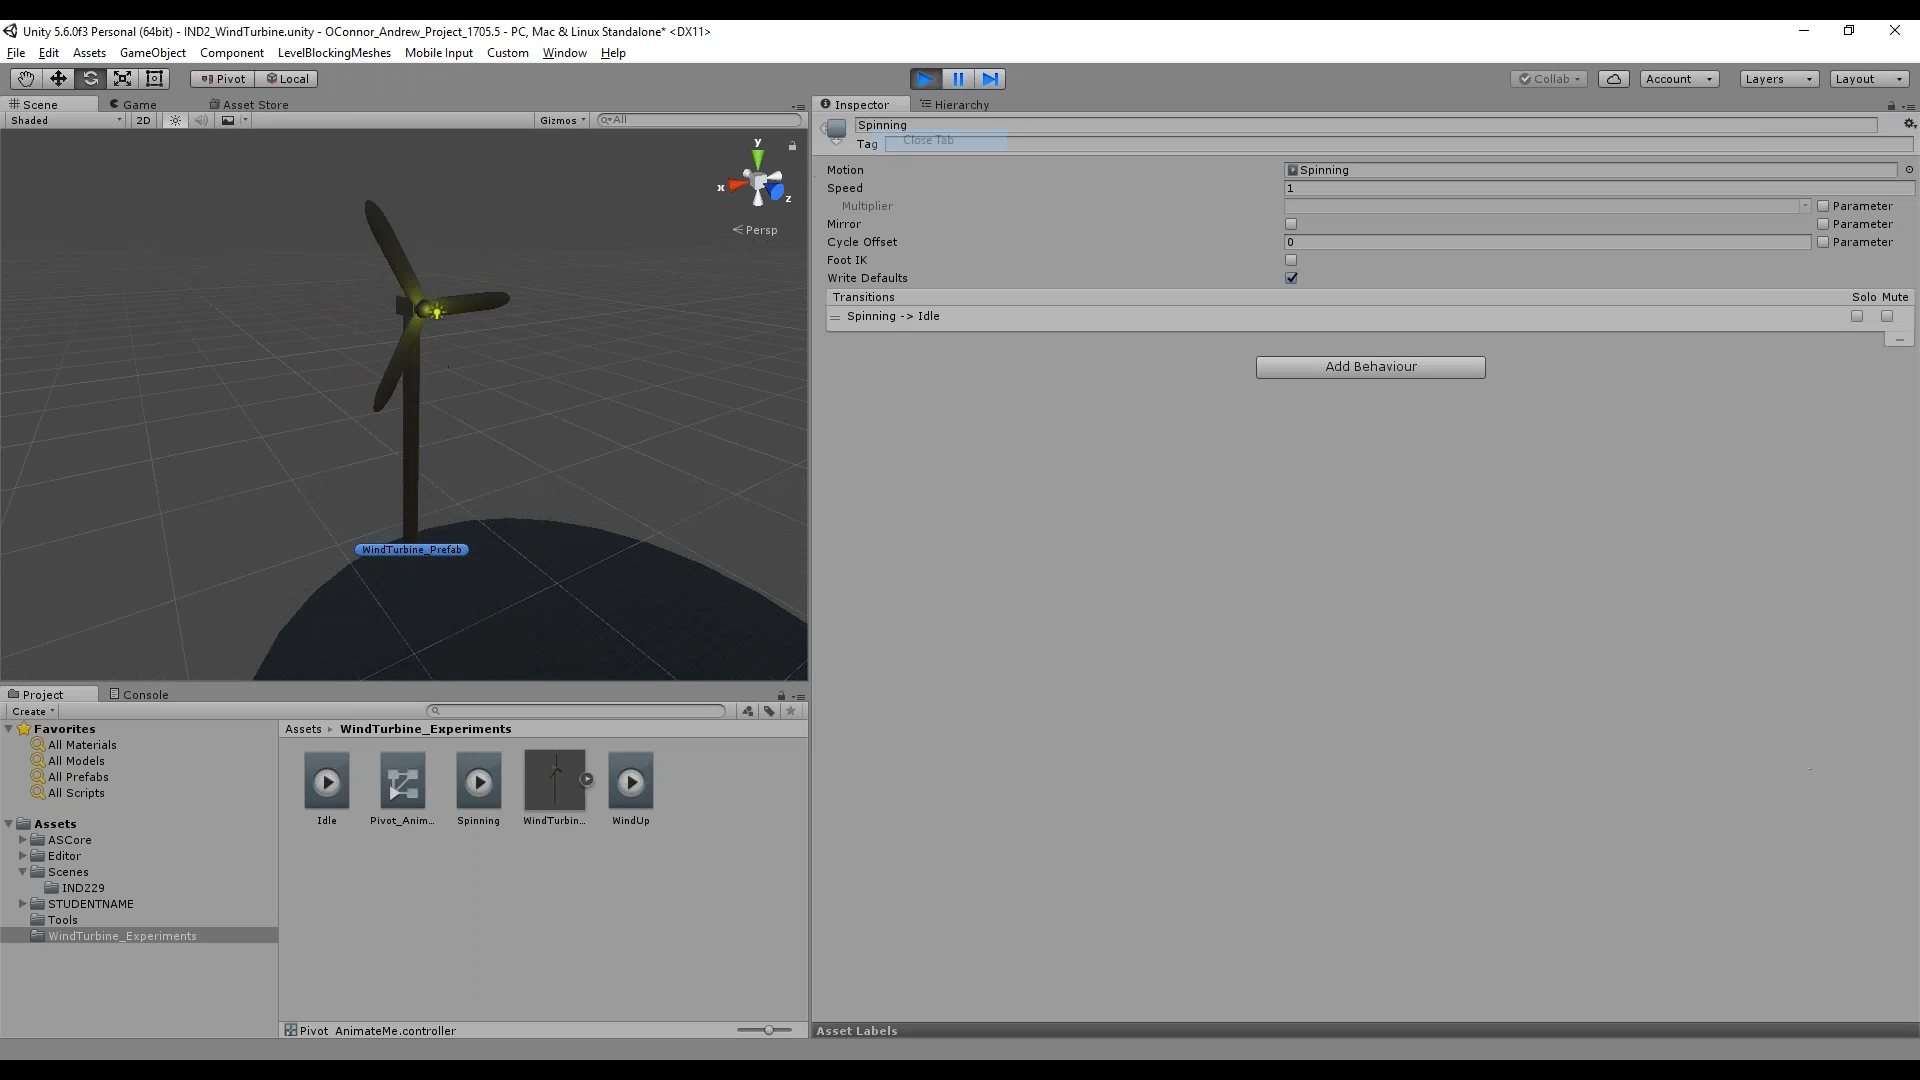 Unity 5.6.0f3 Personal (64bit) - IND2_WindTurbine.unity - OConnor_Andrew_Project_1705.5 - PC, Mac & Linux Standalone* <DX11>
File Edit Assets GameObject Component LevelBlockingMeshes Mobile Input Custom Window Help
Pivot Local Collab Account Layers Layout
Scene Game Asset Store
Shaded 2D Gizmos All
y
x
z
Persp
WindTurbine_Prefab
Inspector Hierarchy
Spinning
Tag Close Tab
Motion Spinning
Speed 1
Multiplier Parameter
Mirror Parameter
Cycle Offset 0 Parameter
Foot IK
Write Defaults
Transitions Solo Mute
Spinning -> Idle
Add Behaviour
Project Console
Create
Favorites
All Materials
All Models
All Prefabs
All Scripts
Assets
ASCore
Editor
Scenes
IND229
STUDENTNAME
Tools
WindTurbine_Experiments
Assets WindTurbine_Experiments
Idle Pivot_Anim... Spinning WindTurbin... WindUp
Pivot_AnimateMe.controller
Asset Labels